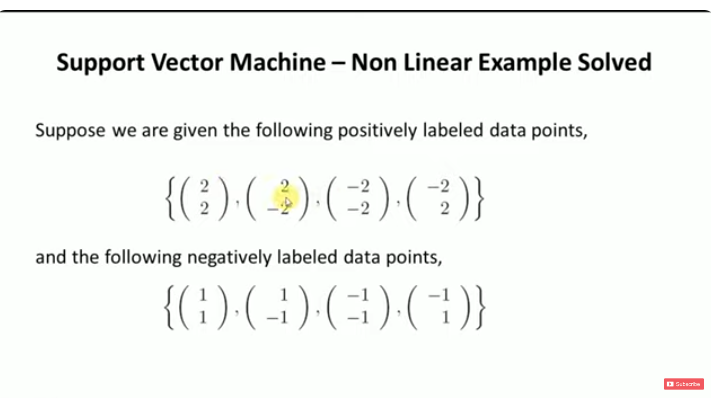 Support Vector Machine – Non Linear Example Solved
Suppose we are given the following positively labeled data points,
{(2 2), (2 −2), (−2 −2), (−2 2)}
and the following negatively labeled data points,
{(1 1), (1 −1), (−1 −1), (−1 1)}
Subscribe